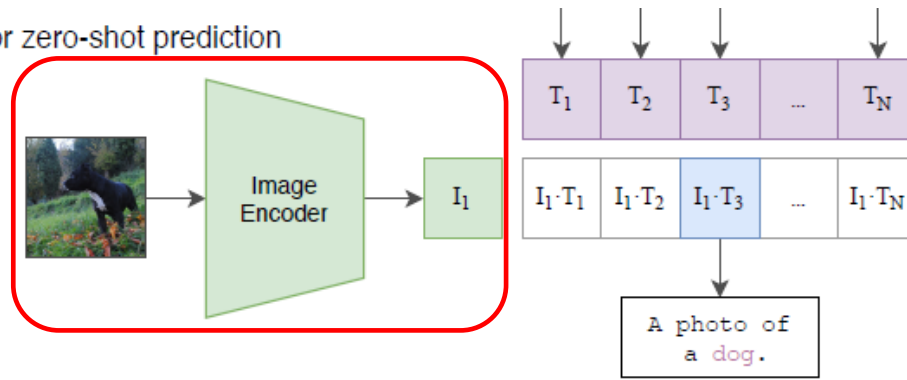 or zero-shot prediction
T1 T2 T3 ... TN
Image
Encoder
I1
I1·T1 I1·T2 I1·T3 ... I1·TN
A photo of
a dog.